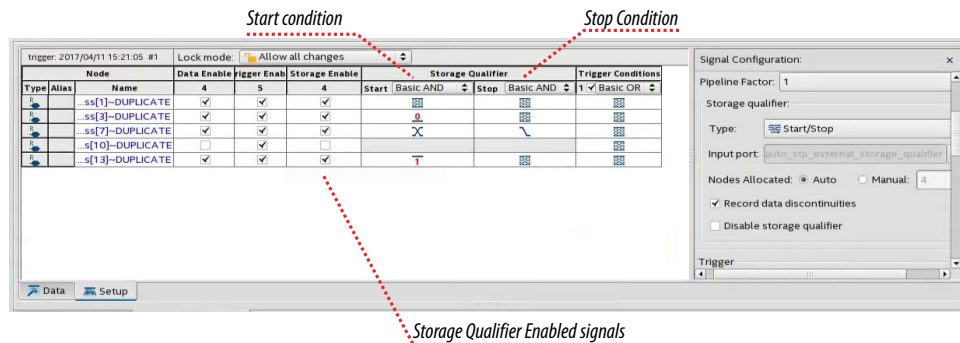 Start condition
Stop Condition
trigger: 2017/04/11 15:21:05 #1
Lock mode:
Allow all changes
Node
Data Enable
rigger Enab
Storage Enable
Storage Qualifier
Trigger Conditions
Type
Alias
Name
4
5
4
Start
Basic AND
Stop
Basic AND
1
Basic OR
R
...ss[1]~DUPLICATE
R
...ss[3]~DUPLICATE
0
R
...ss[7]~DUPLICATE
R
...s[10]~DUPLICATE
R
...s[13]~DUPLICATE
1
Data
Setup
Signal Configuration:
x
Pipeline Factor:
1
Storage qualifier:
Type:
Start/Stop
Input port:
auto_stp_external_storage_qualifier
Nodes Allocated:
Auto
Manual:
4
Record data discontinuities
Disable storage qualifier
Trigger
Storage Qualifier Enabled signals